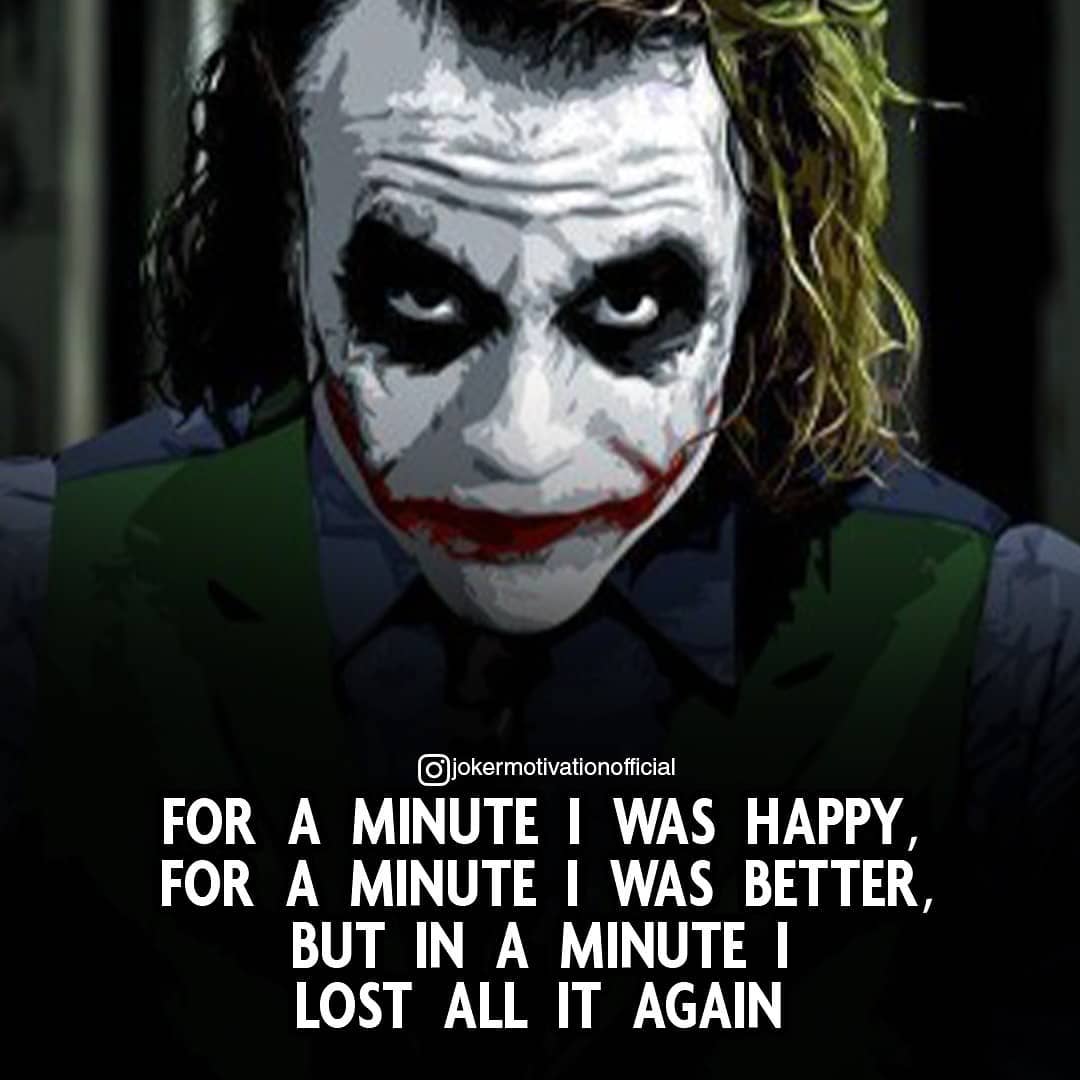 jokermotivationofficial
FOR A MINUTE I WAS HAPPY,
FOR A MINUTE I WAS BETTER,
BUT IN A MINUTE I
LOST ALL IT AGAIN